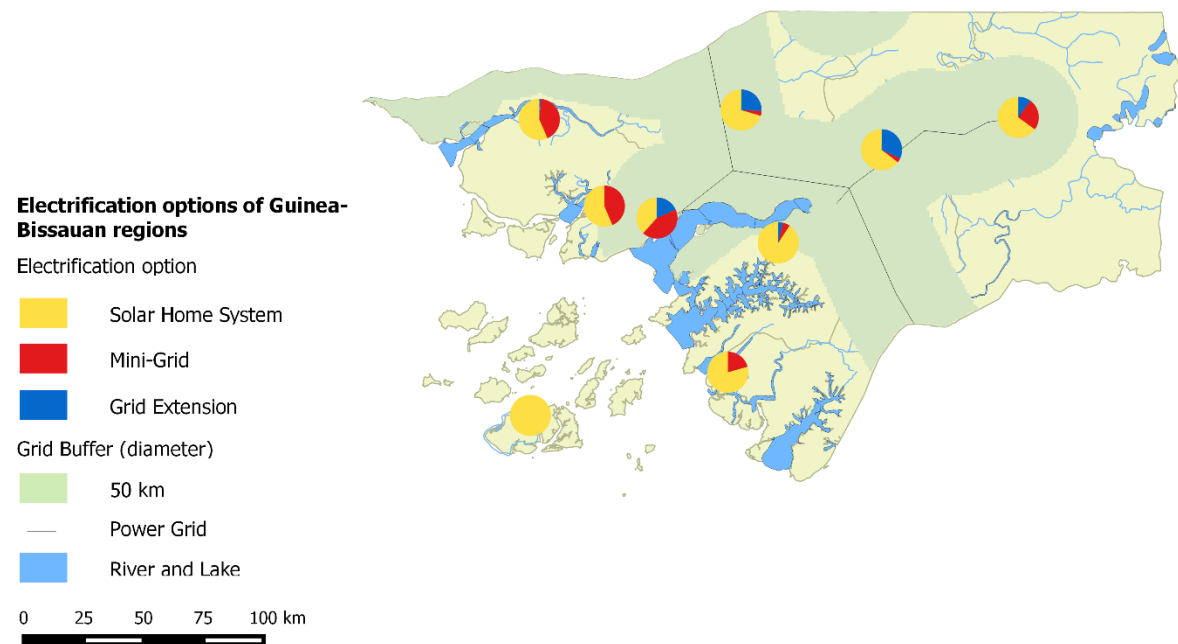 Electrification options of Guinea-
Bissauan regions
Electrification option
Solar Home System
Mini-Grid
Grid Extension
Grid Buffer (diameter)
50 km
Power Grid
River and Lake
0 25 50 75 100 km